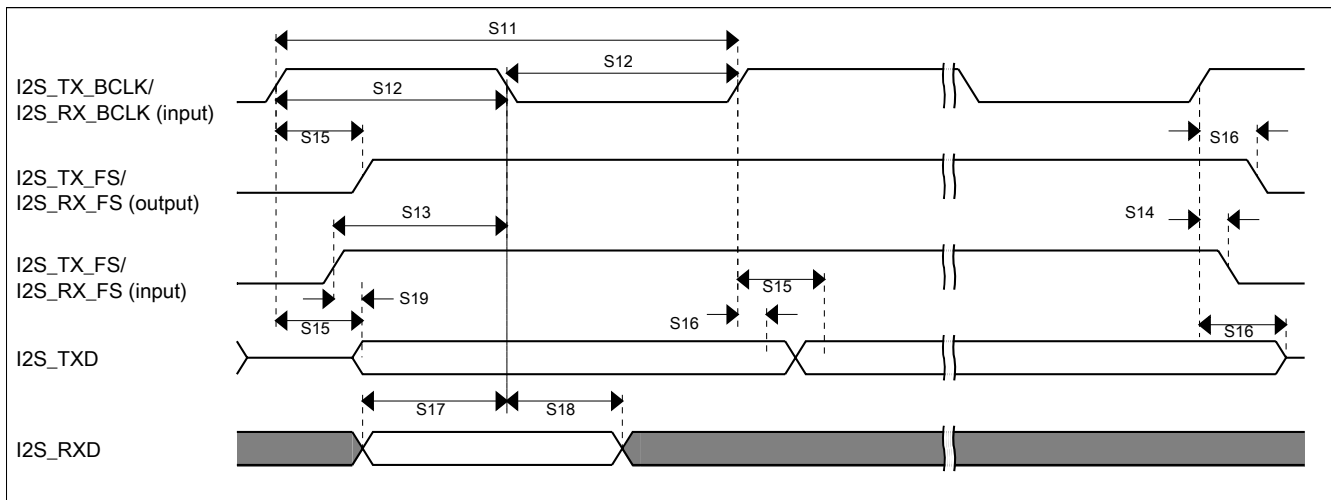 S11
I2S_TX_BCLK/
I2S_RX_BCLK (input)
S12
S12
S15
S16
I2S_TX_FS/
I2S_RX_FS (output)
S13
S14
I2S_TX_FS/
I2S_RX_FS (input)
S15
S19
S15
S16
S16
I2S_TXD
S17
S18
I2S_RXD